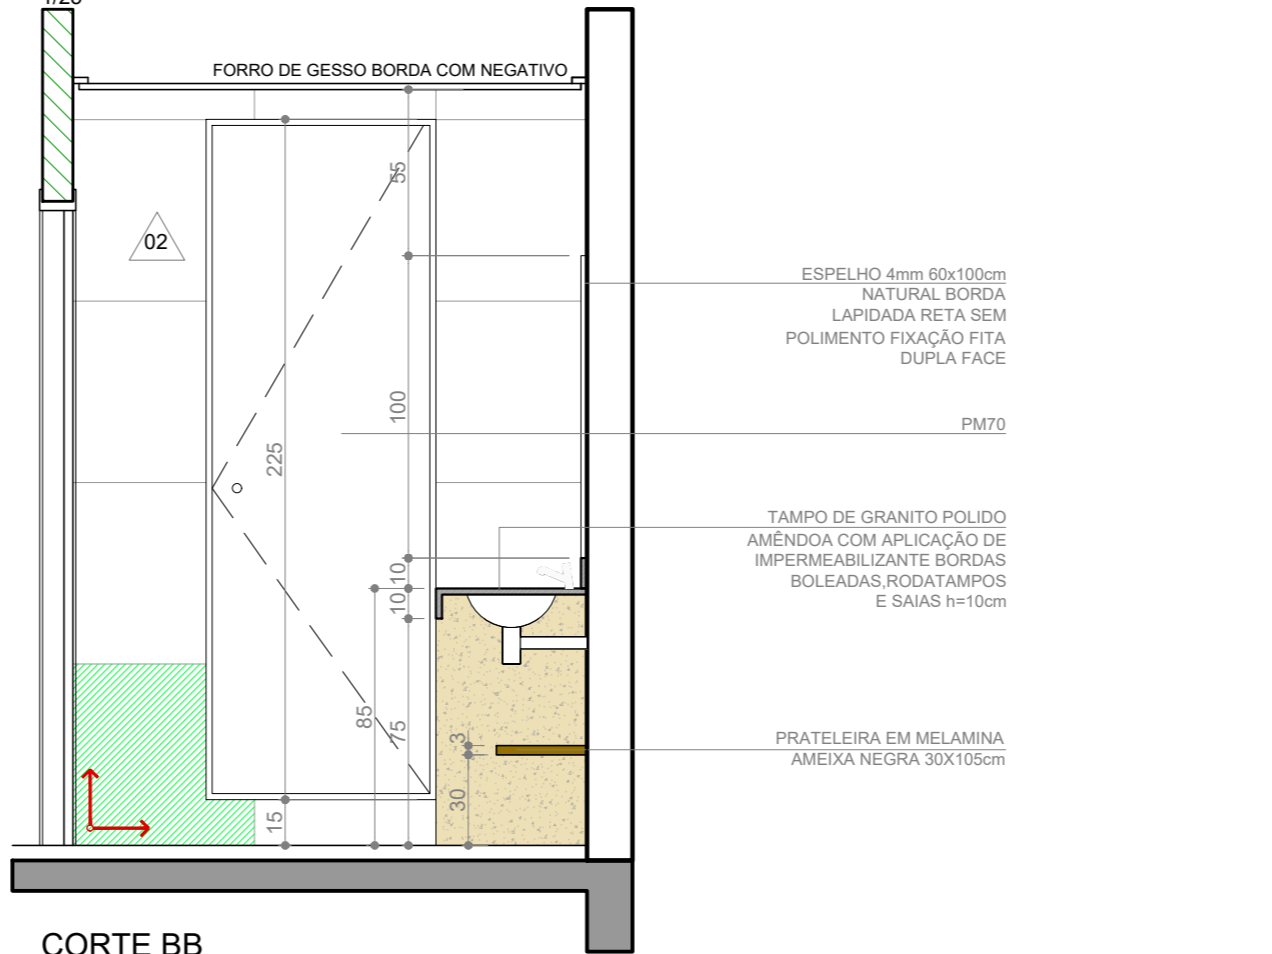 1/25
FORRO DE GESSO BORDA COM NEGATIVO
55
02
ESPELHO 4mm 60x100cm
NATURAL BORDA
LAPIDADA RETA SEM
POLIMENTO FIXAÇÃO FITA
DUPLA FACE
100
PM70
225
TAMPO DE GRANITO POLIDO
AMÊNDOA COM APLICAÇÃO DE
IMPERMEABILIZANTE BORDAS
BOLEADAS,RODATAMPOS
E SAIAS h=10cm
10
10
85
75
3
PRATELEIRA EM MELAMINA
AMEIXA NEGRA 30X105cm
30
15
CORTE BB